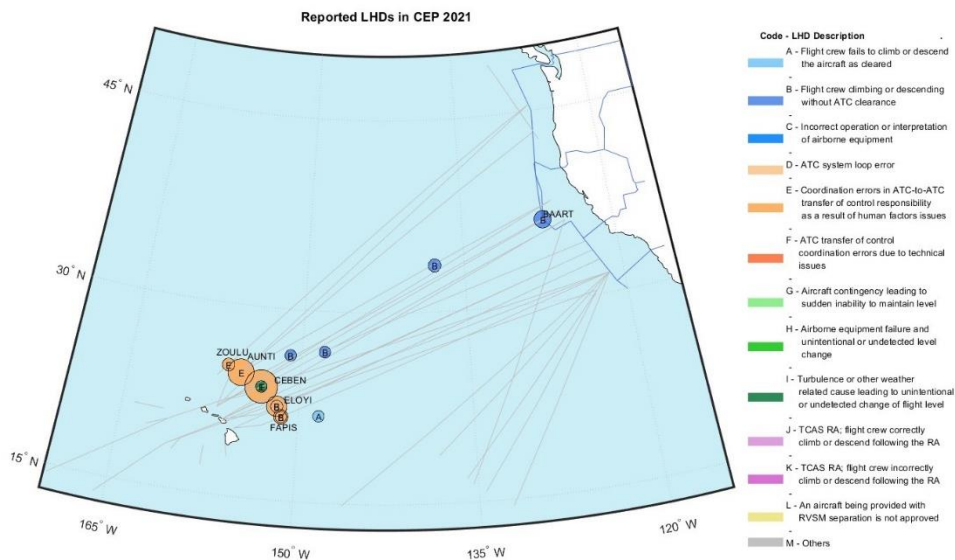 Reported LHDs in CEP 2021
45° N
30° N
15° N
165° W
150° W
135° W
120° W
BAART
B
B
B
B
ZOULU
AUNTI
E
E
CEBEN
ELOYI
B
B
FAPIS
A
Code - LHD Description
A - Flight crew fails to climb or descend
the aircraft as cleared
B - Flight crew climbing or descending
without ATC clearance
C - Incorrect operation or interpretation
of airborne equipment
D - ATC system loop error
E - Coordination errors in ATC-to-ATC
transfer of control responsibility
as a result of human factors issues
F - ATC transfer of control
coordination errors due to technical
issues
G - Aircraft contingency leading to
sudden inability to maintain level
H - Airborne equipment failure and
unintentional or undetected level
change
I - Turbulence or other weather
related cause leading to unintentional
or undetected change of flight level
J - TCAS RA; flight crew correctly
climb or descend following the RA
K - TCAS RA; flight crew incorrectly
climb or descend following the RA
L - An aircraft being provided with
RVSM separation is not approved
M - Others